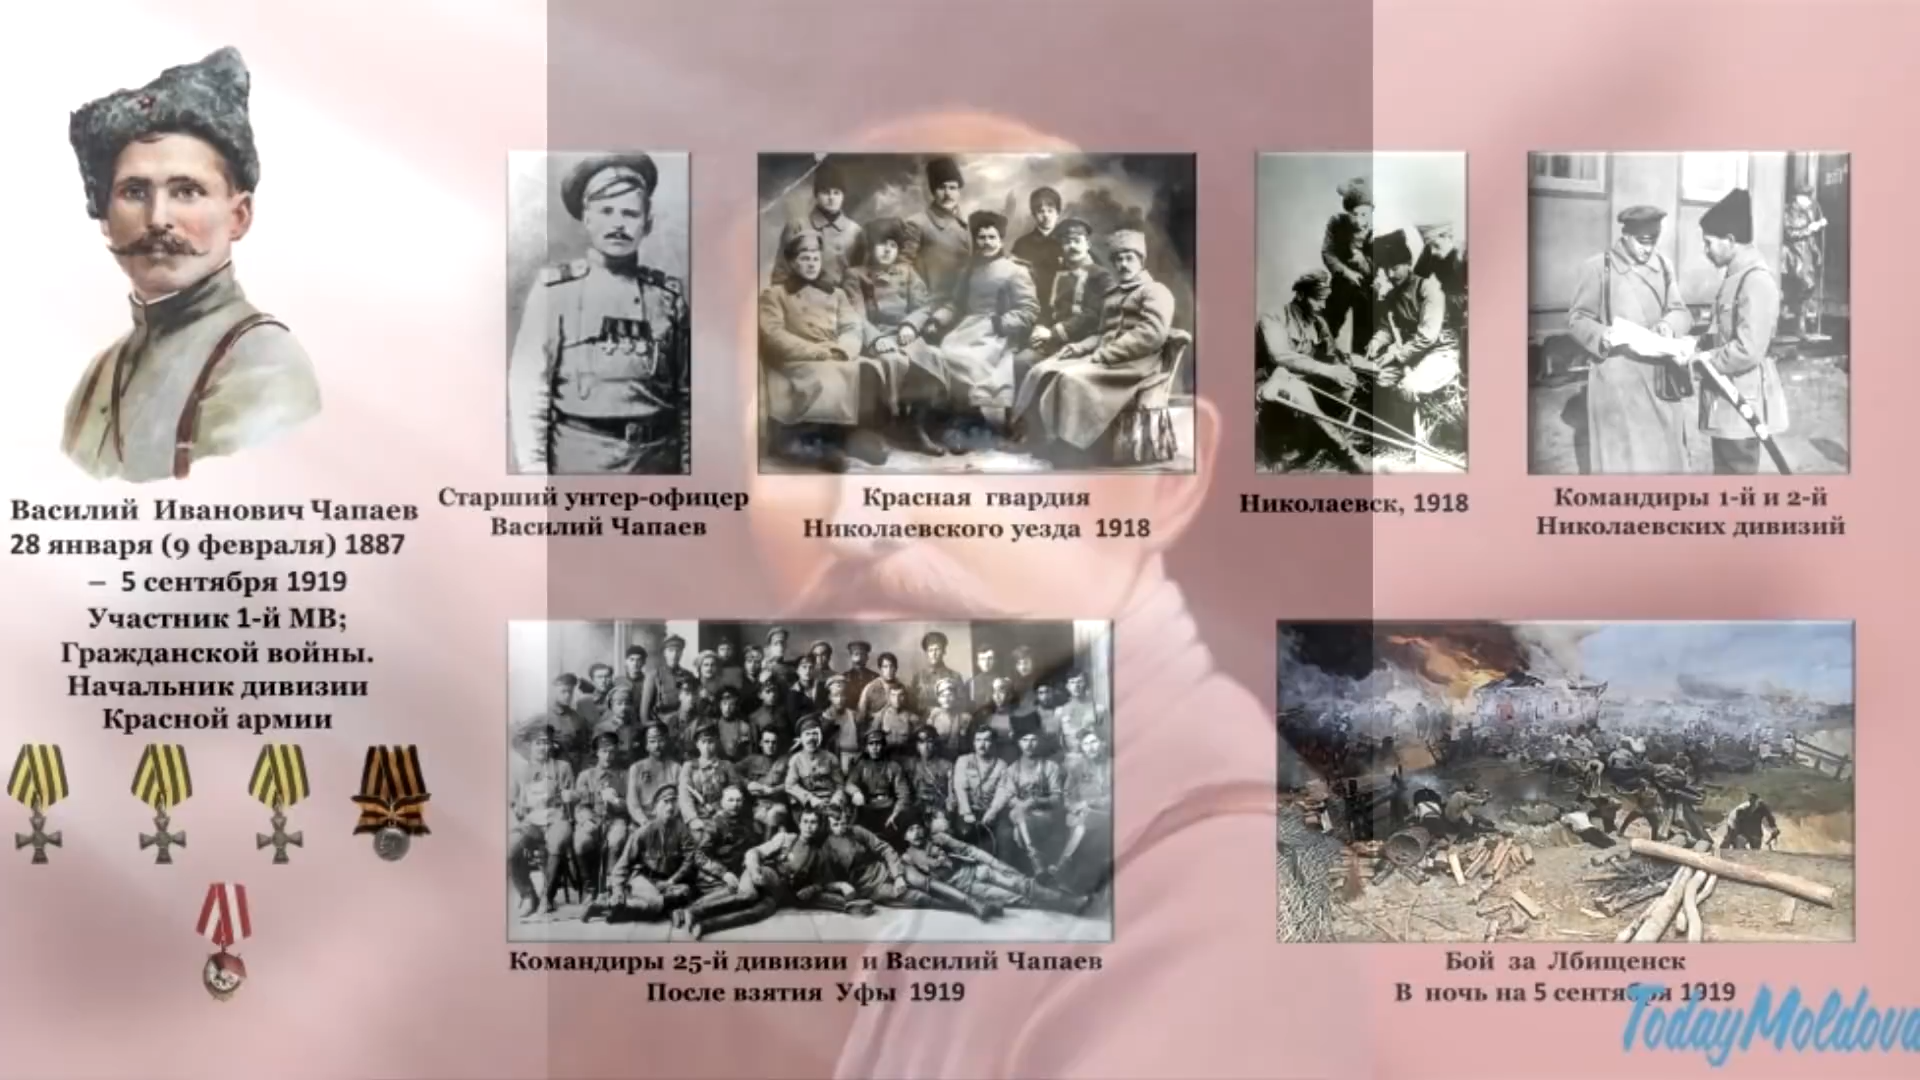 Василий Иванович Чапаев
28 января (9 февраля) 1887
– 5 сентября 1919
Участник 1-й МВ;
Гражданской войны.
Начальник дивизии
Красной армии
Старший унтер-офицер
Василий Чапаев
Красная гвардия
Николаевского уезда 1918
Николаевск, 1918
Командиры 1-й и 2-й
Николаевских дивизий
Командиры 25-й дивизии и Василий Чапаев
После взятия Уфы 1919
Бой за Лбищенск
В ночь на 5 сентября 1919
TodayMoldova